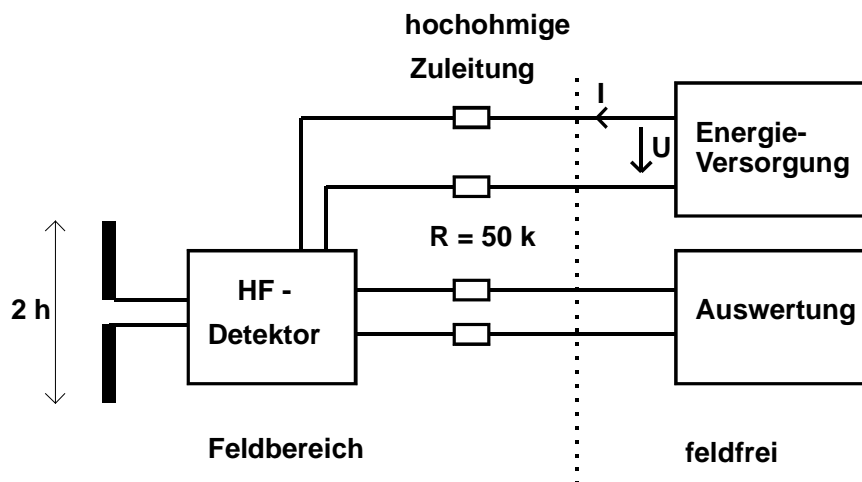 hochohmige
Zuleitung
I
U
Energie-
Versorgung
R = 50 k
2 h
HF -
Detektor
Auswertung
Feldbereich
feldfrei